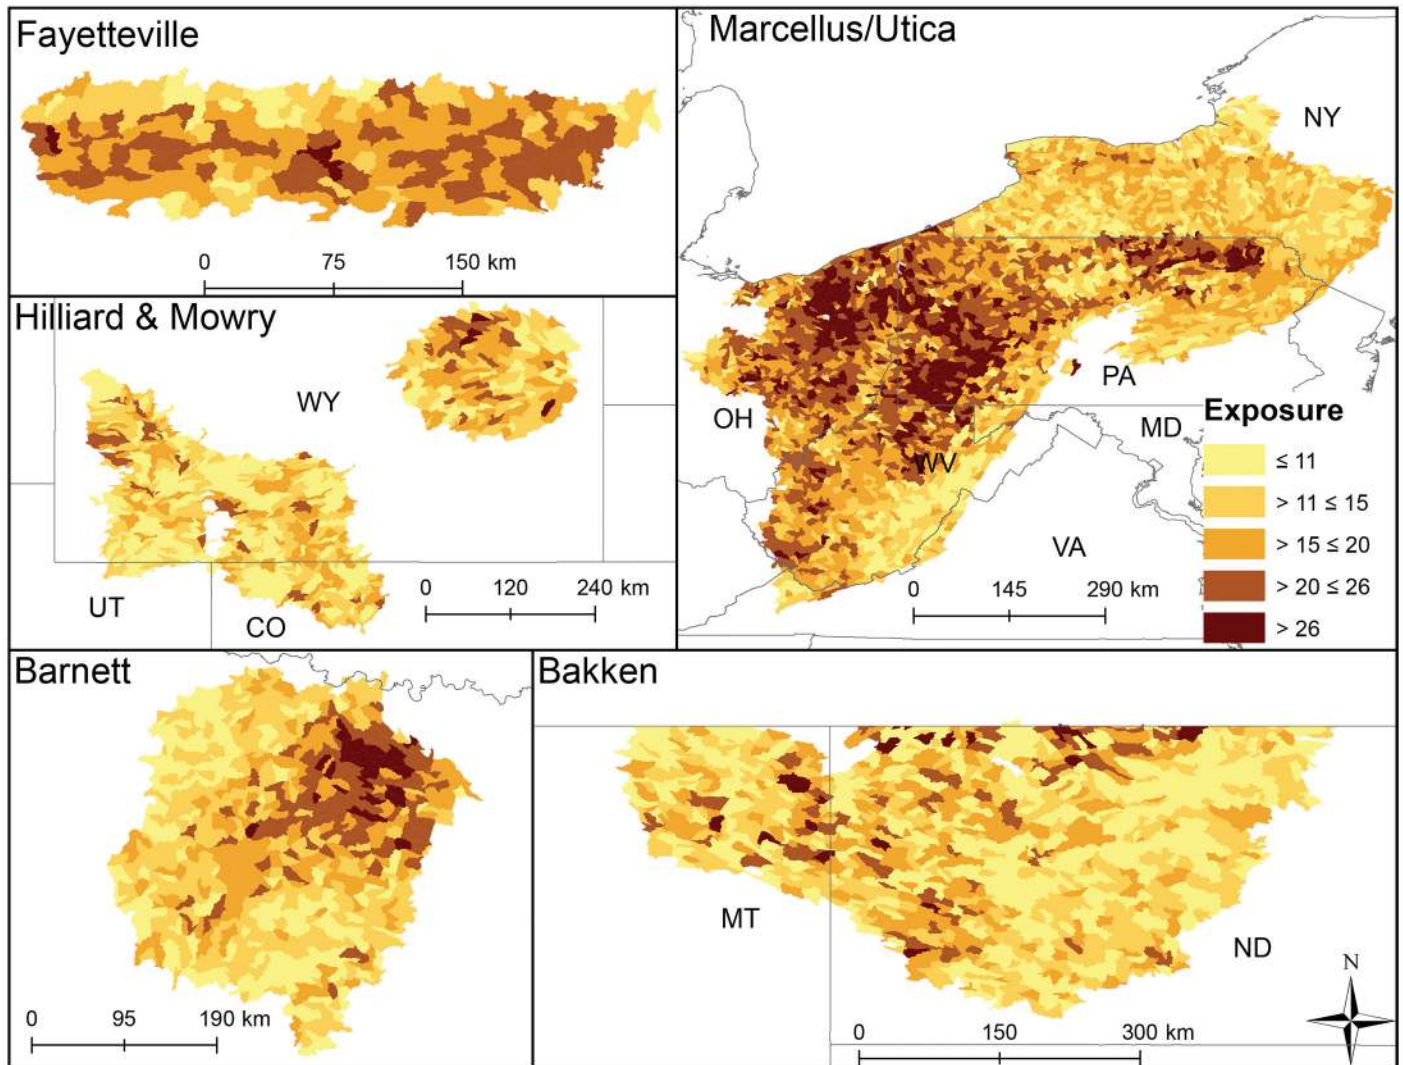 Fayetteville
0 75 150 km
Marcellus/Utica
NY
PA
OH
MD
WV
VA
0 145 290 km
Exposure
≤ 11
> 11 ≤ 15
> 15 ≤ 20
> 20 ≤ 26
> 26
Hilliard & Mowry
WY
UT
CO
0 120 240 km
Barnett
0 95 190 km
Bakken
MT
ND
N
0 150 300 km